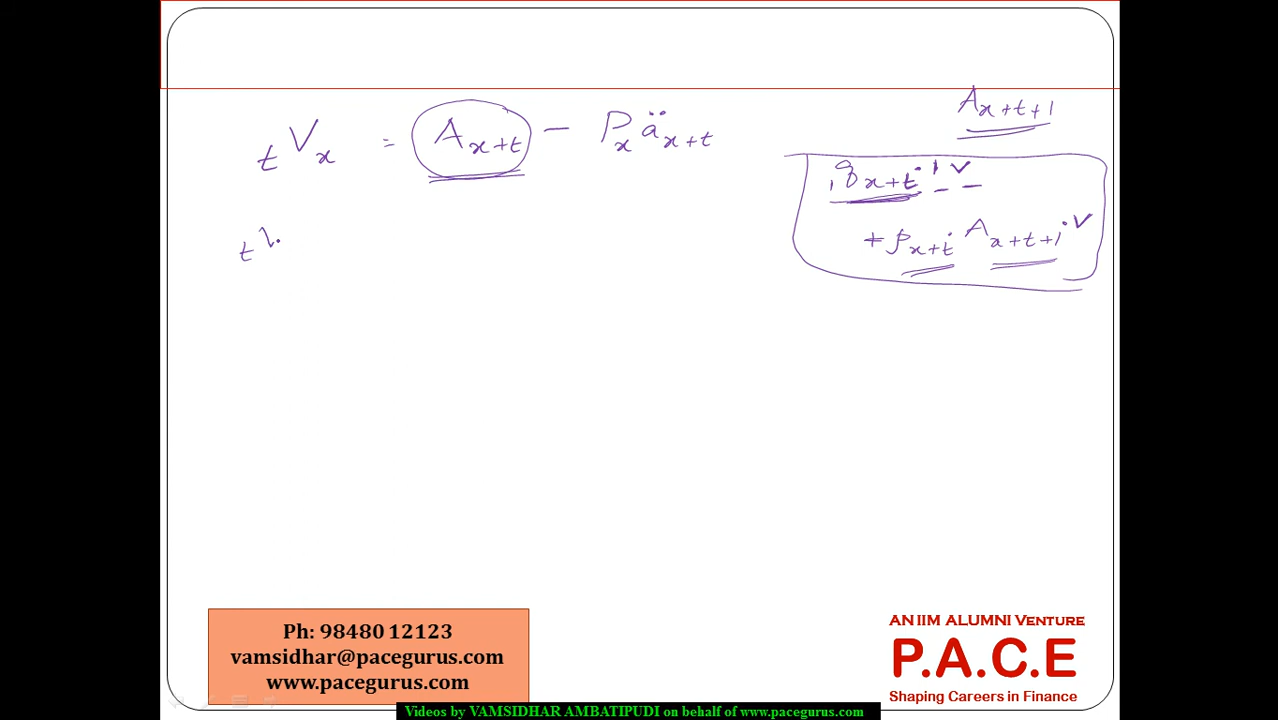 ₜVₓ = Aₓ₊ₜ − Pₓ äₓ₊ₜ
Aₓ₊ₜ₊₁
₁qₓ₊ₜ · 1 · v
+ pₓ₊ₜ · Aₓ₊ₜ₊₁ · v
Ph: 98480 12123
vamsidhar@pacegurus.com
www.pacegurus.com
AN IIM ALUMNI VENTURE
P.A.C.E
Shaping Careers in Finance
Videos by VAMSIDHAR AMBATIPUDI on behalf of www.pacegurus.com